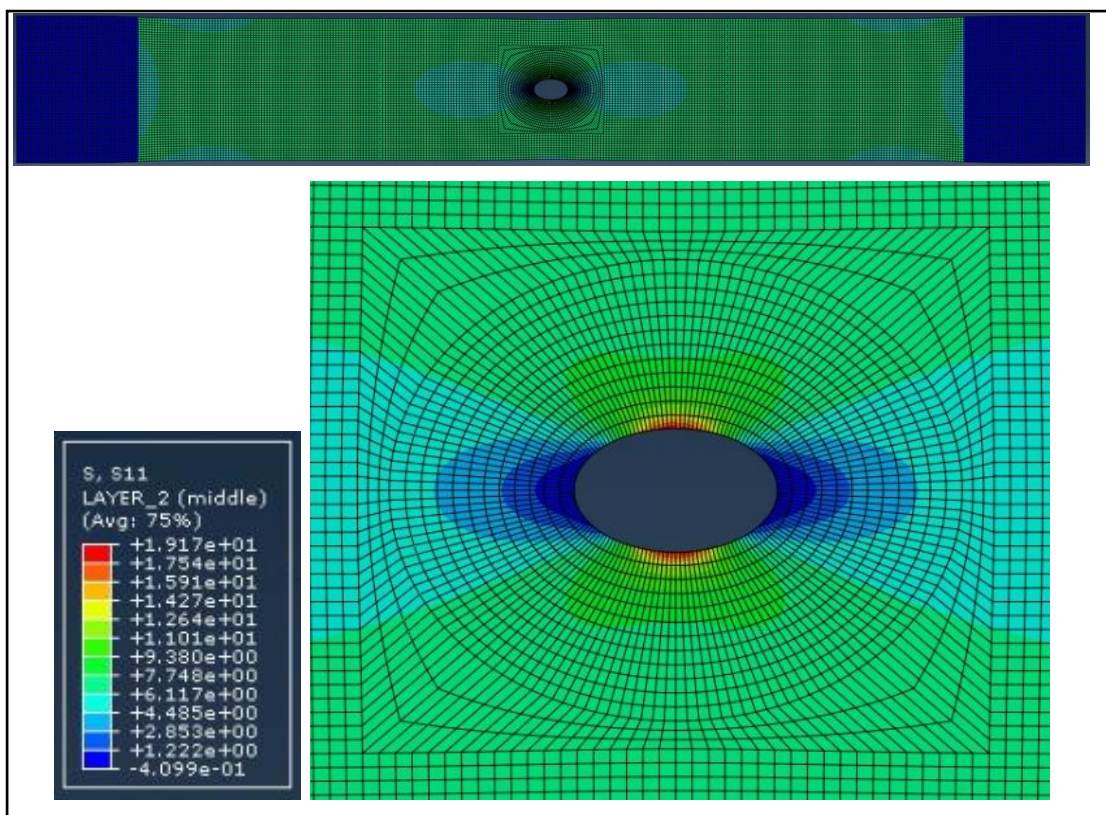 S, S11
LAYER_2 (middle)
(Avg: 75%)
+1.917e+01
+1.754e+01
+1.591e+01
+1.427e+01
+1.264e+01
+1.101e+01
+9.380e+00
+7.748e+00
+6.117e+00
+4.485e+00
+2.853e+00
+1.222e+00
-4.099e-01